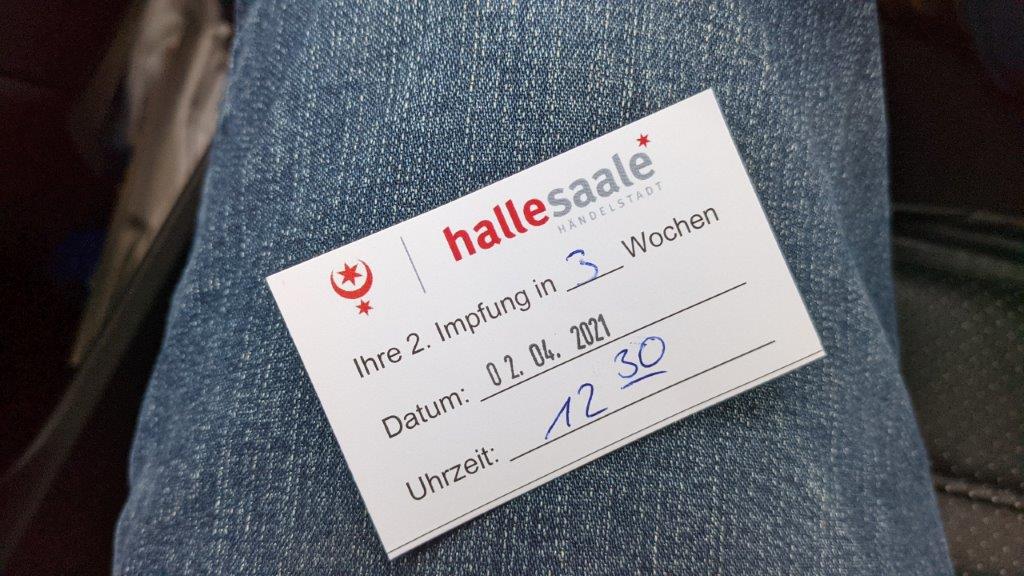 hallesaale
HÄNDELSTADT
Ihre 2. Impfung in 3 Wochen
Datum: 02. 04. 2021
Uhrzeit: 12 30